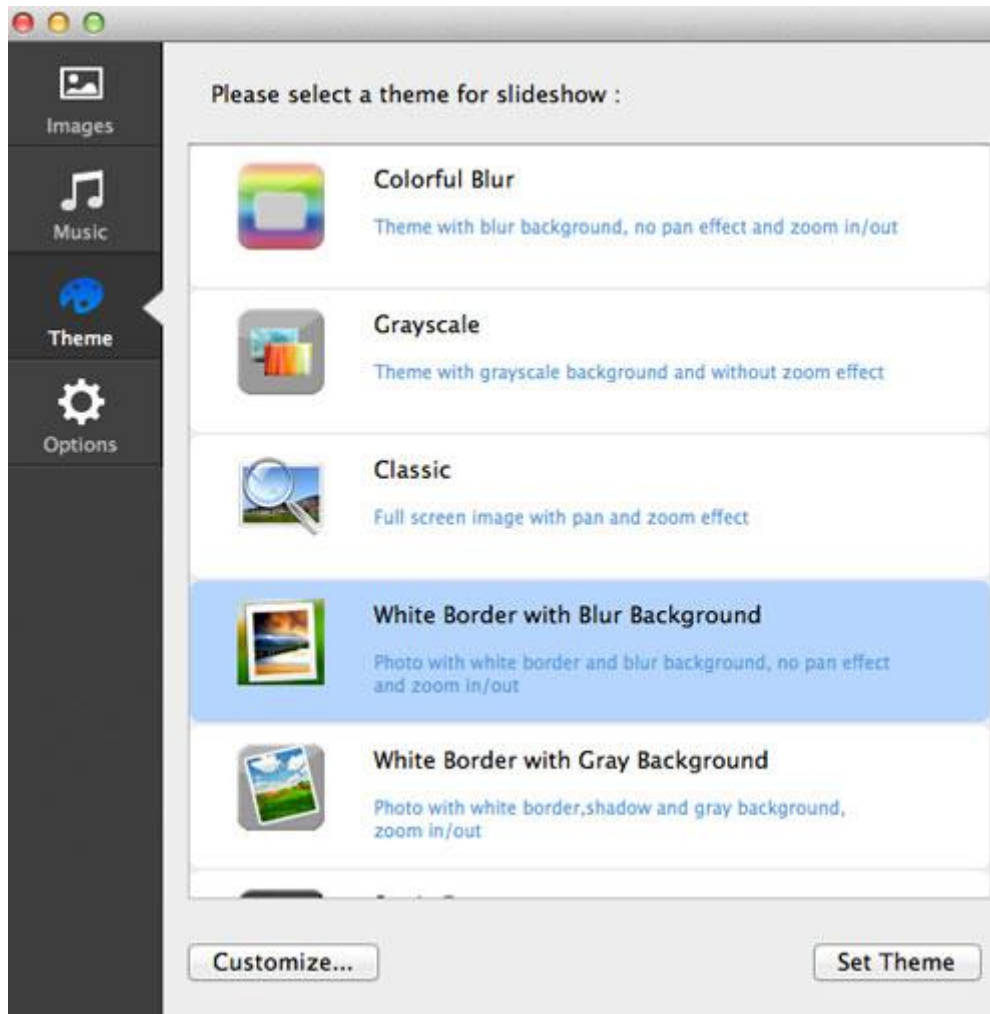 Images
Music
Theme
Options
Please select a theme for slideshow :
Colorful Blur
Theme with blur background, no pan effect and zoom in/out
Grayscale
Theme with grayscale background and without zoom effect
Classic
Full screen image with pan and zoom effect
White Border with Blur Background
Photo with white border and blur background, no pan effect
and zoom in/out
White Border with Gray Background
Photo with white border,shadow and gray background,
zoom in/out
Customize...
Set Theme